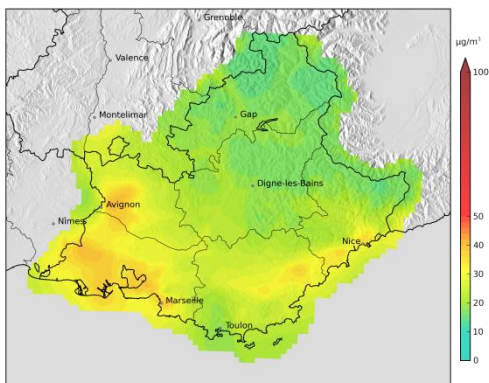 Grenoble
µg/m³
Valence
100
Montelimar
Gap
Digne-les-Bains
Avignon
50
Nîmes
Nice
40
30
Marseille
20
Toulon
10
0